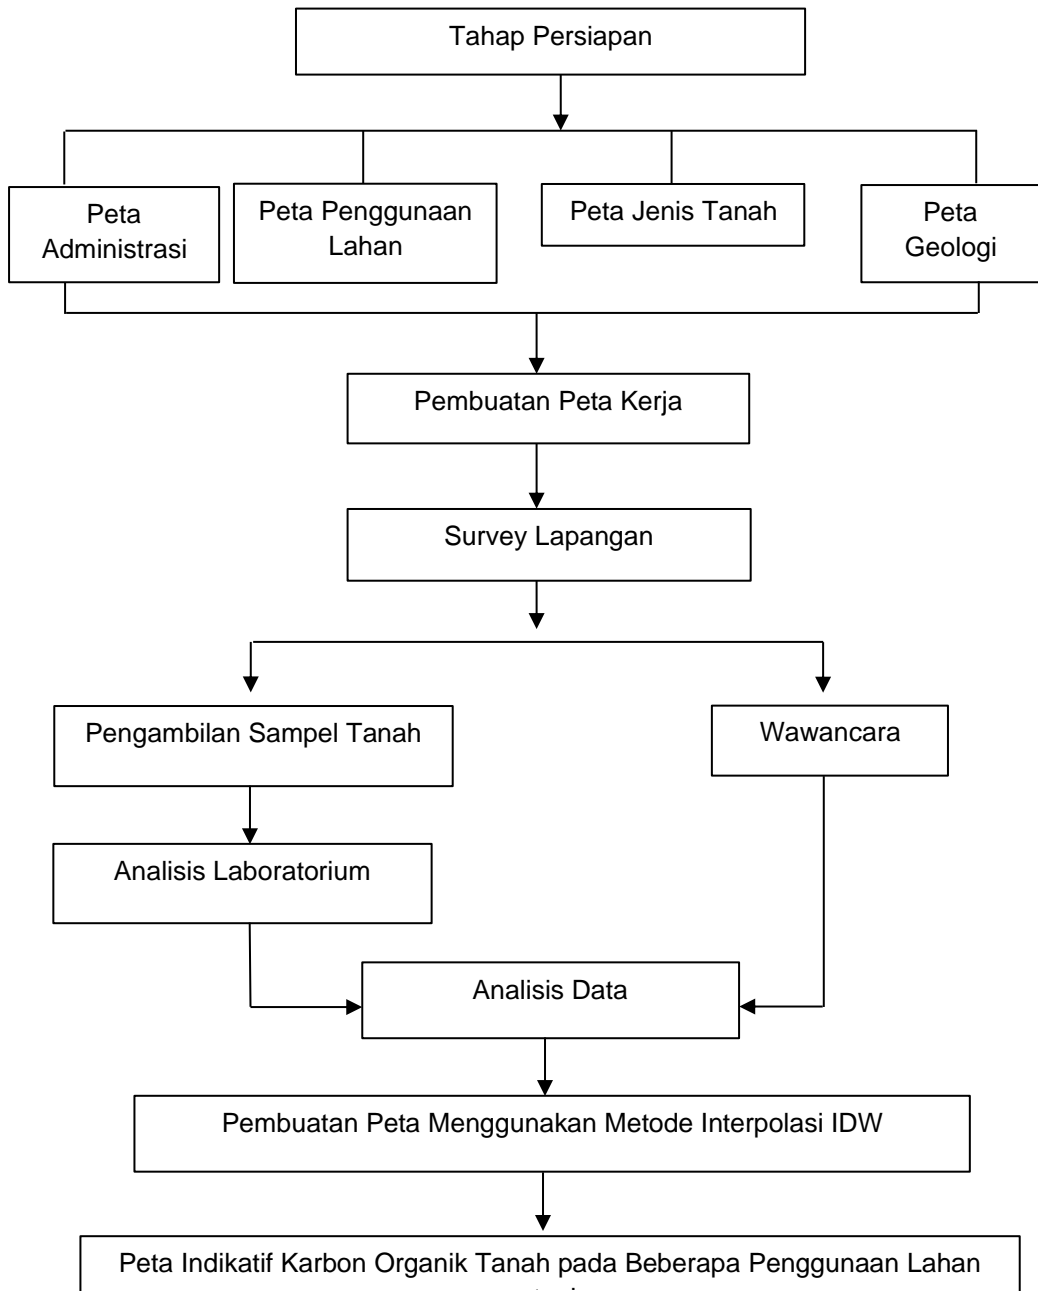 Tahap Persiapan
Peta
Administrasi
Peta Penggunaan
Lahan
Peta Jenis Tanah
Peta
Geologi
Pembuatan Peta Kerja
Survey Lapangan
Pengambilan Sampel Tanah
Wawancara
Analisis Laboratorium
Analisis Data
Pembuatan Peta Menggunakan Metode Interpolasi IDW
Peta Indikatif Karbon Organik Tanah pada Beberapa Penggunaan Lahan